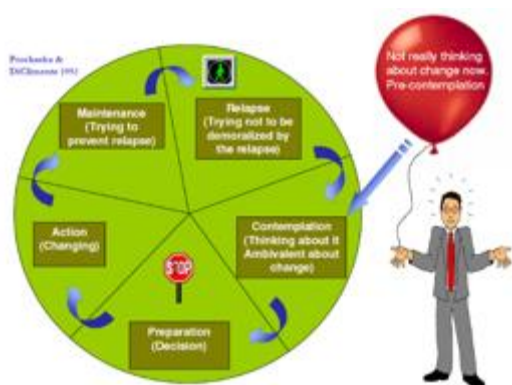 Prochaska &
DiClemente 1992
Not really thinking
about change now.
Pre-contemplation
Maintenance
(Trying to
prevent relapse)
Relapse
(Trying not to be
demoralized by
the relapse)
Action
(Changing)
Contemplation
(Thinking about it
Ambivalent about
change)
STOP
Preparation
(Decision)